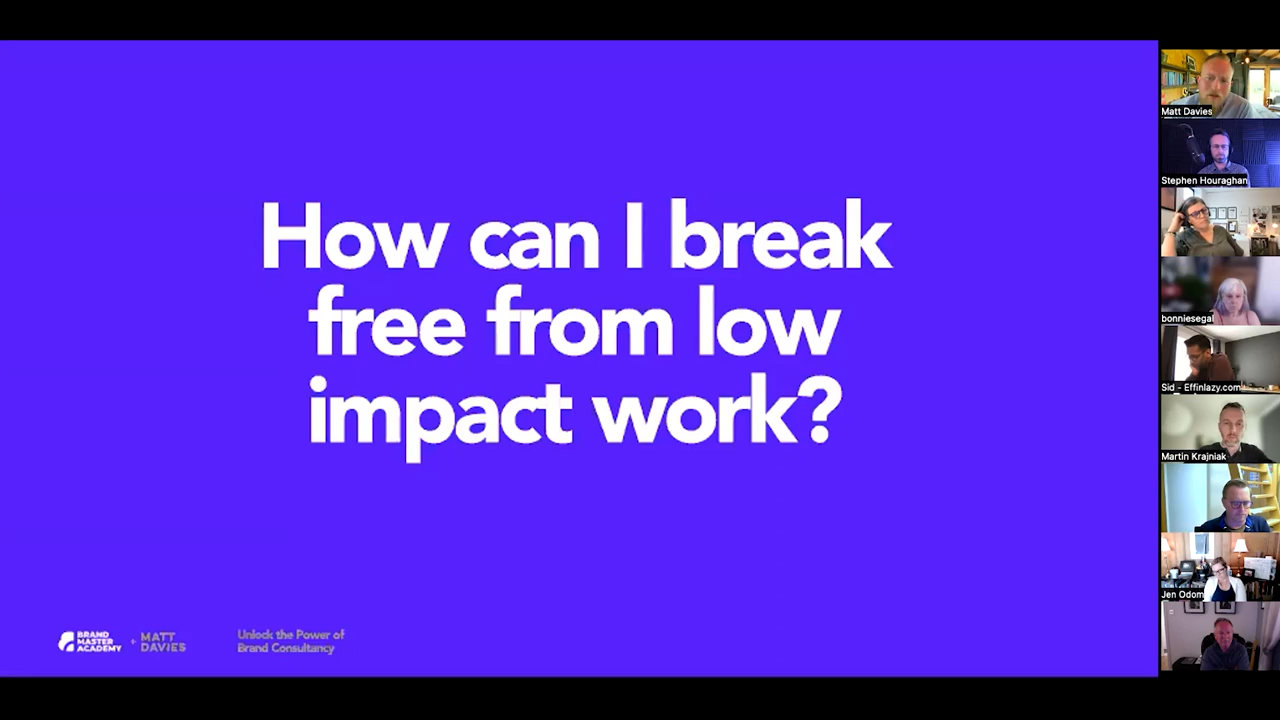 How can I break
free from low
impact work?
BRAND
MASTER
ACADEMY
+
MATT
DAVIES
Unlock the Power of
Brand Consultancy
Matt Davies
Stephen Houraghan
bonniesegal
Sid - Effinlazy.com
Martin Krajniak
Jen Odom